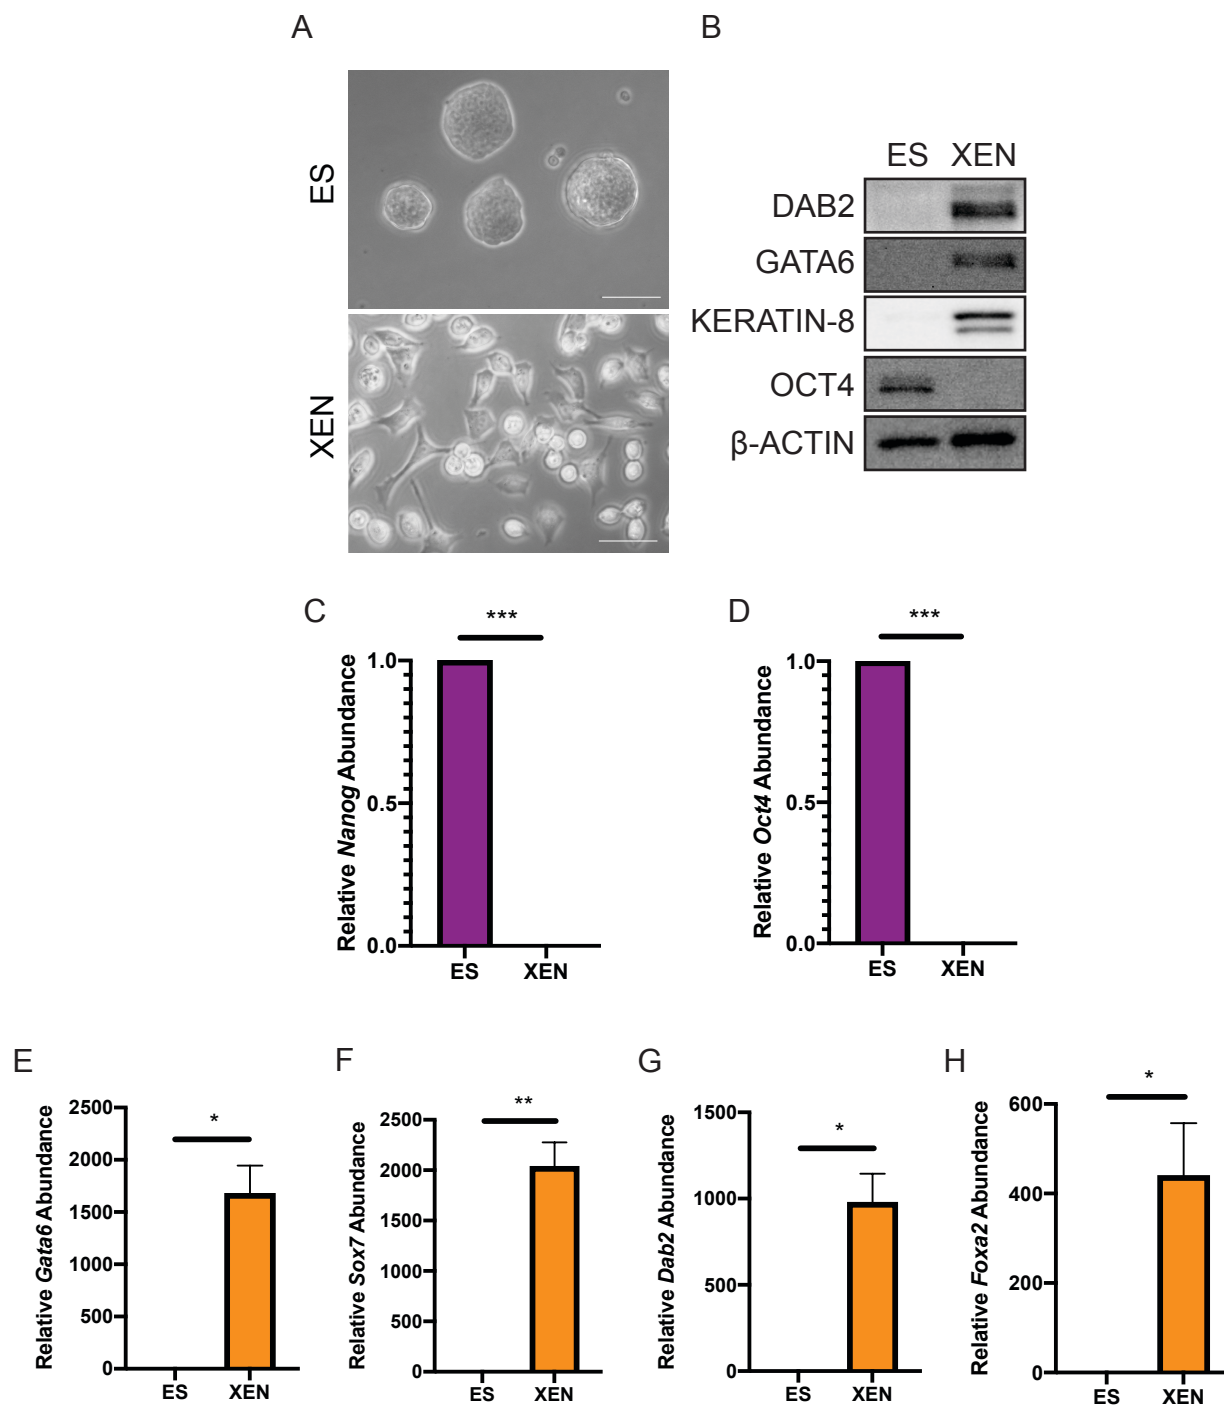 A
B
ES
XEN
ES XEN
DAB2
GATA6
KERATIN-8
OCT4
β-ACTIN
C
***
Relative Nanog Abundance
1.0
0.5
0.0
ES XEN
D
***
Relative Oct4 Abundance
1.0
0.5
0.0
ES XEN
E
*
Relative Gata6 Abundance
2500
2000
1500
1000
500
0
ES XEN
F
**
Relative Sox7 Abundance
2500
2000
1500
1000
500
0
ES XEN
G
*
Relative Dab2 Abundance
1500
1000
500
0
ES XEN
H
*
Relative Foxa2 Abundance
600
400
200
0
ES XEN